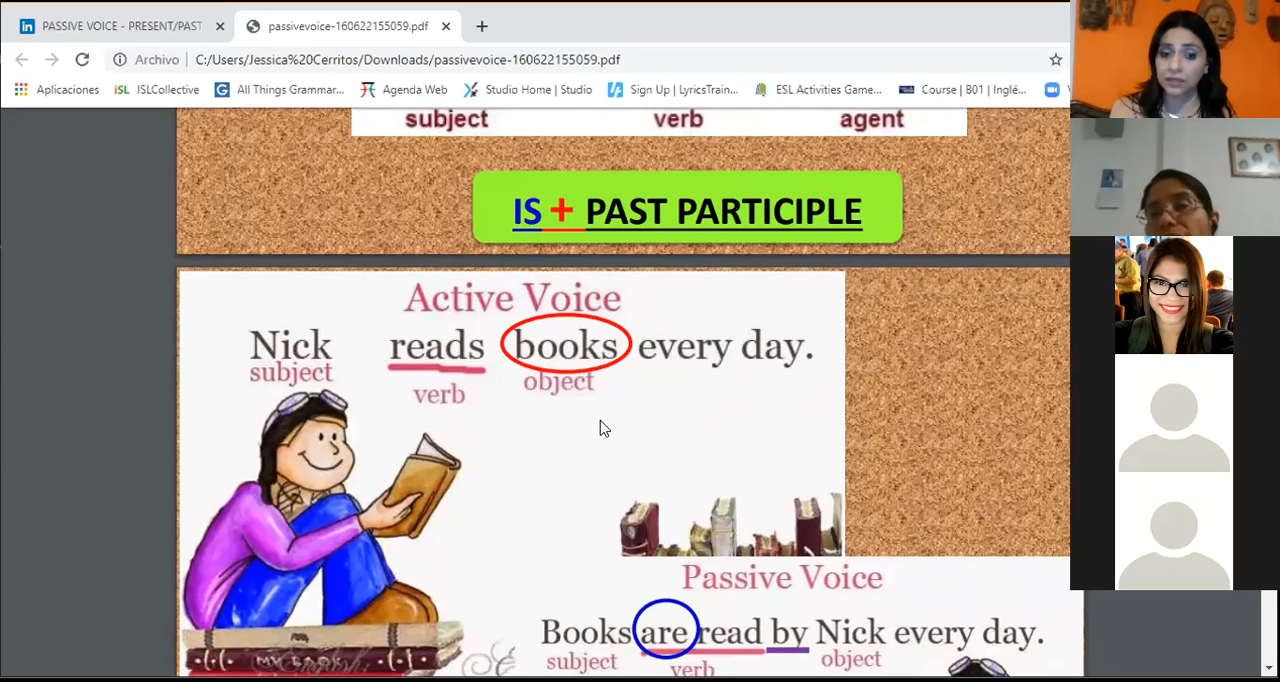 PASSIVE VOICE - PRESENT/PAST
passivevoice-160622155059.pdf
Archivo
C:/Users/Jessica%20Cerritos/Downloads/passivevoice-160622155059.pdf
Aplicaciones
iSLCollective
All Things Grammar...
Agenda Web
Studio Home | Studio
Sign Up | LyricsTrain...
ESL Activities Game...
Course | B01 | Inglé...
subject verb agent
IS + PAST PARTICIPLE
Active Voice
Nick reads books every day.
subject verb object
Passive Voice
Books are read by Nick every day.
subject verb object